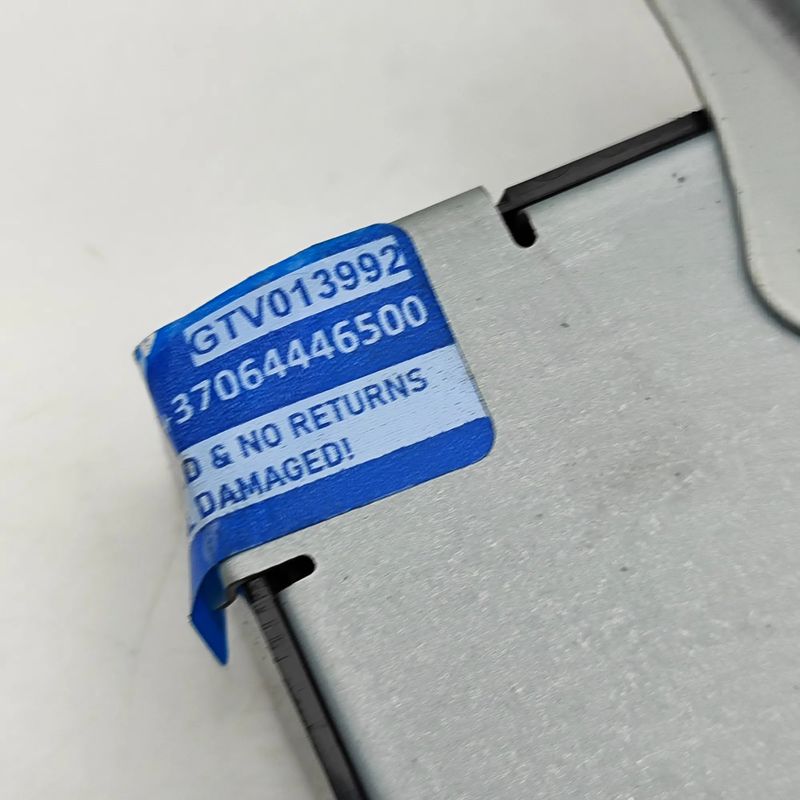 GTV013992
37064446500
D & NO RETURNS
DAMAGED!